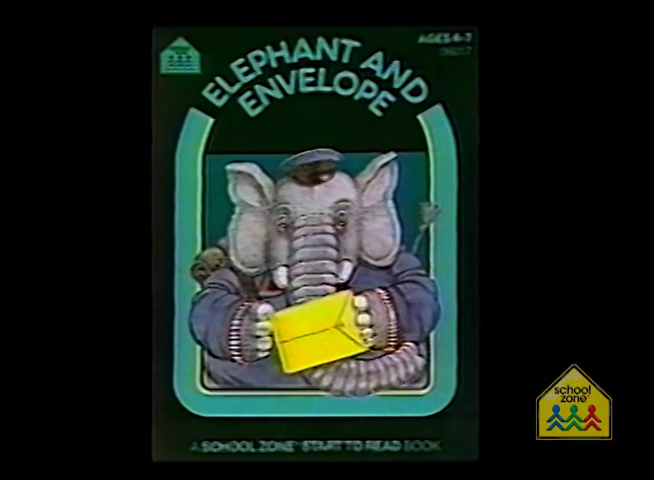 ELEPHANT AND
ENVELOPE
AGES 4-7
A SCHOOL ZONE START TO READ BOOK
school
zone